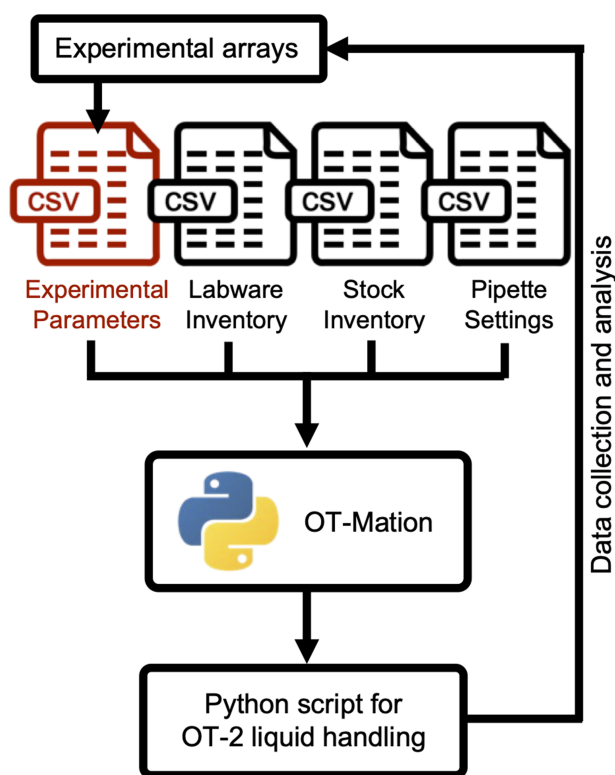 Experimental arrays
CSV
CSV
CSV
CSV
Experimental
Parameters
Labware
Inventory
Stock
Inventory
Pipette
Settings
Data collection and analysis
OT-Mation
Python script for
OT-2 liquid handling